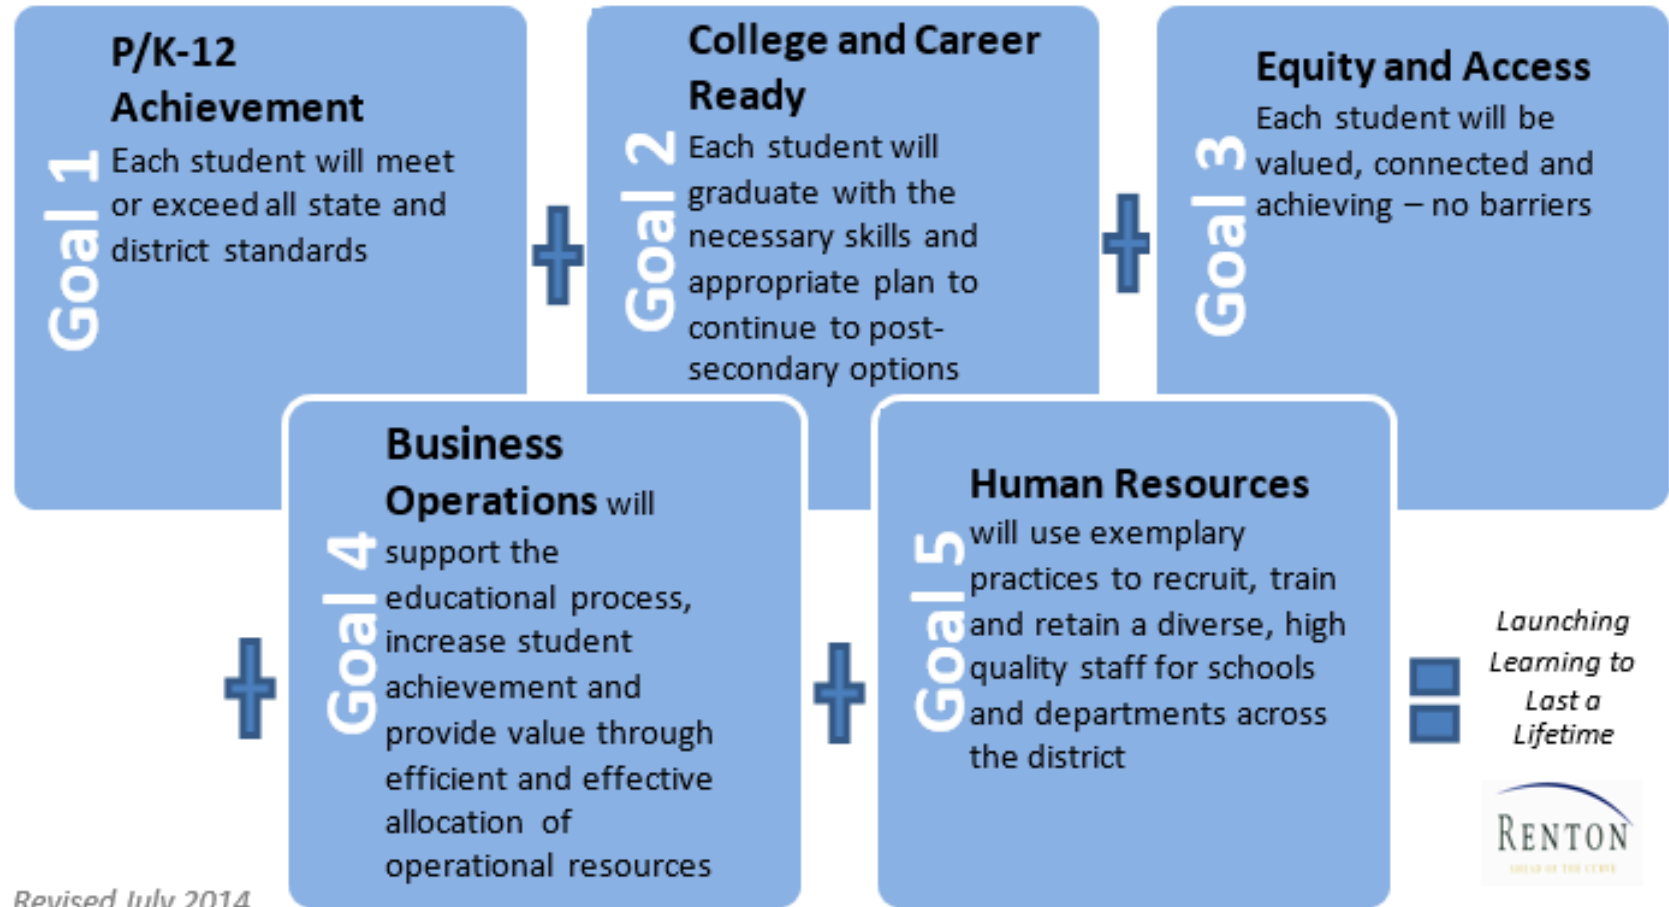 Goal 1
P/K-12
Achievement
Each student will meet
or exceed all state and
district standards
Goal 2
College and Career
Ready
Each student will
graduate with the
necessary skills and
appropriate plan to
continue to post-
secondary options
Goal 3
Equity and Access
Each student will be
valued, connected and
achieving – no barriers
Goal 4
Business
Operations will
support the
educational process,
increase student
achievement and
provide value through
efficient and effective
allocation of
operational resources
Goal 5
Human Resources
will use exemplary
practices to recruit, train
and retain a diverse, high
quality staff for schools
and departments across
the district
Launching
Learning to
Last a
Lifetime
RENTON
AHEAD OF THE CURVE
Revised July 2014